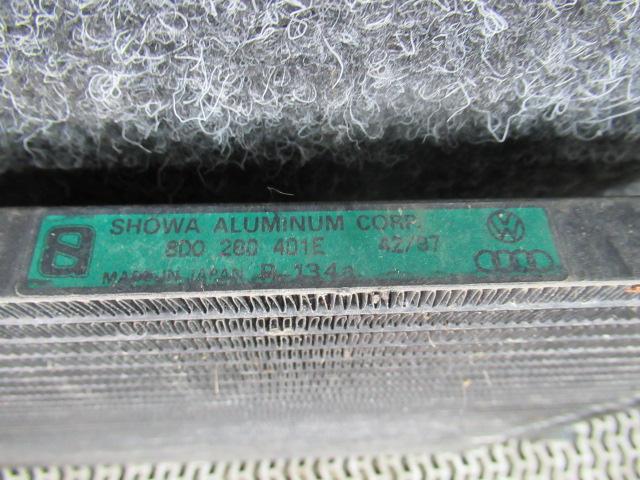 SHOWA ALUMINUM CORP.
8D0 260 401E 42/97
MADE IN JAPAN R-134a